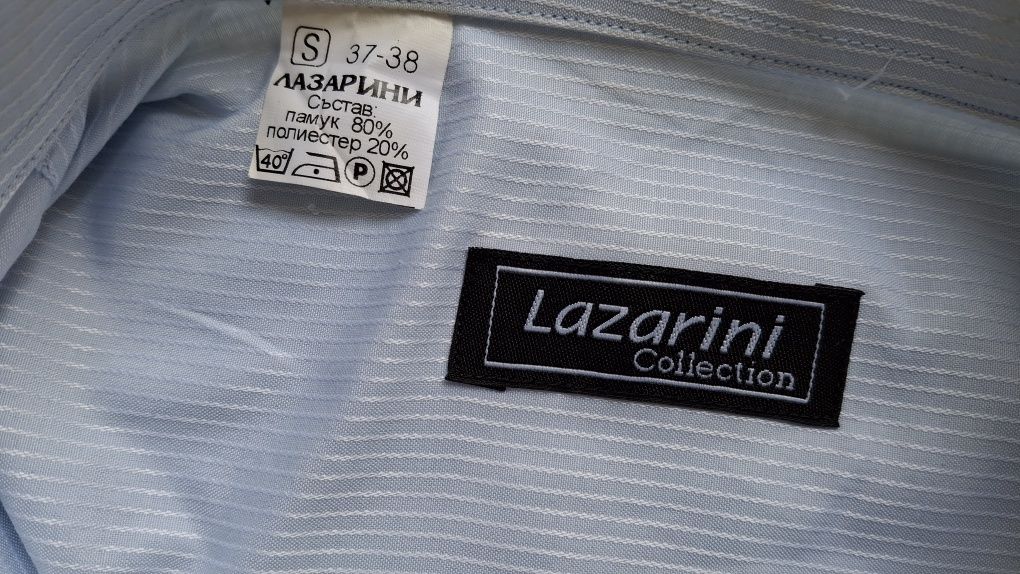 S 37-38
ЛАЗАРИНИ
Състав:
памук 80%
полиестер 20%
40° P
Lazarini
Collection